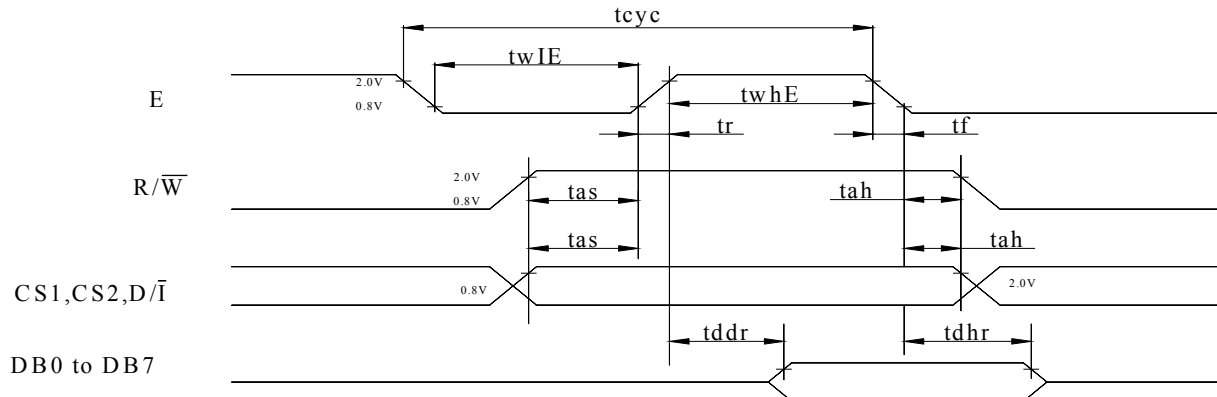 tcyc
twIE
2.0V
E
0.8V
twhE
tr
tf
R/W̅
2.0V
0.8V
tas
tah
tas
tah
CS1,CS2,D/I̅
0.8V
2.0V
tddr
tdhr
DB0 to DB7